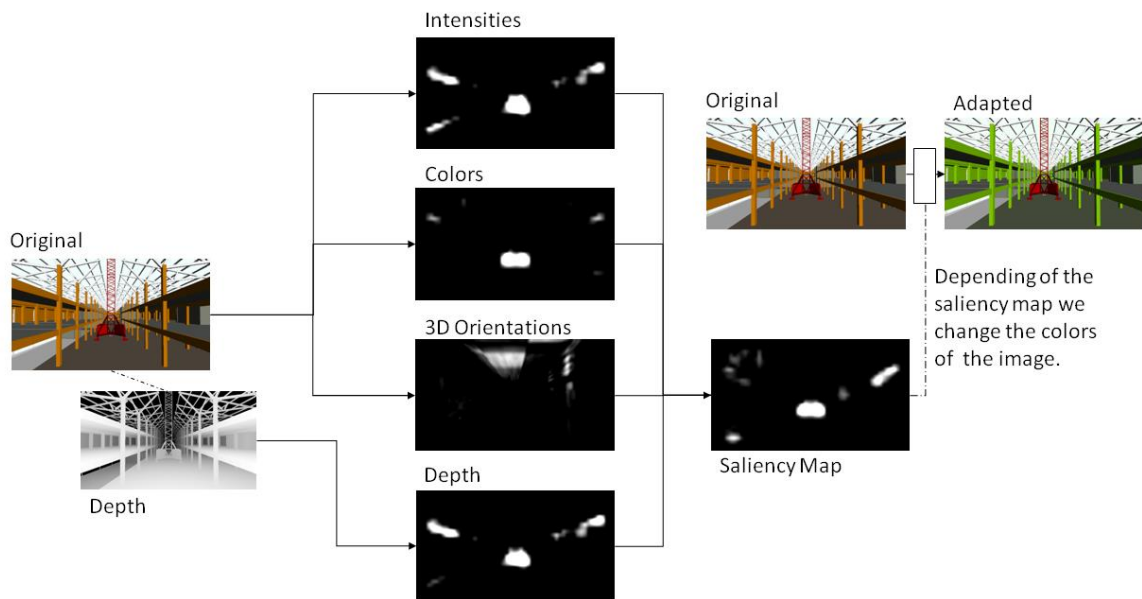 Intensities
Original
Adapted
Colors
Original
Depending of the
saliency map we
change the colors
of  the image.
3D Orientations
Saliency Map
Depth
Depth